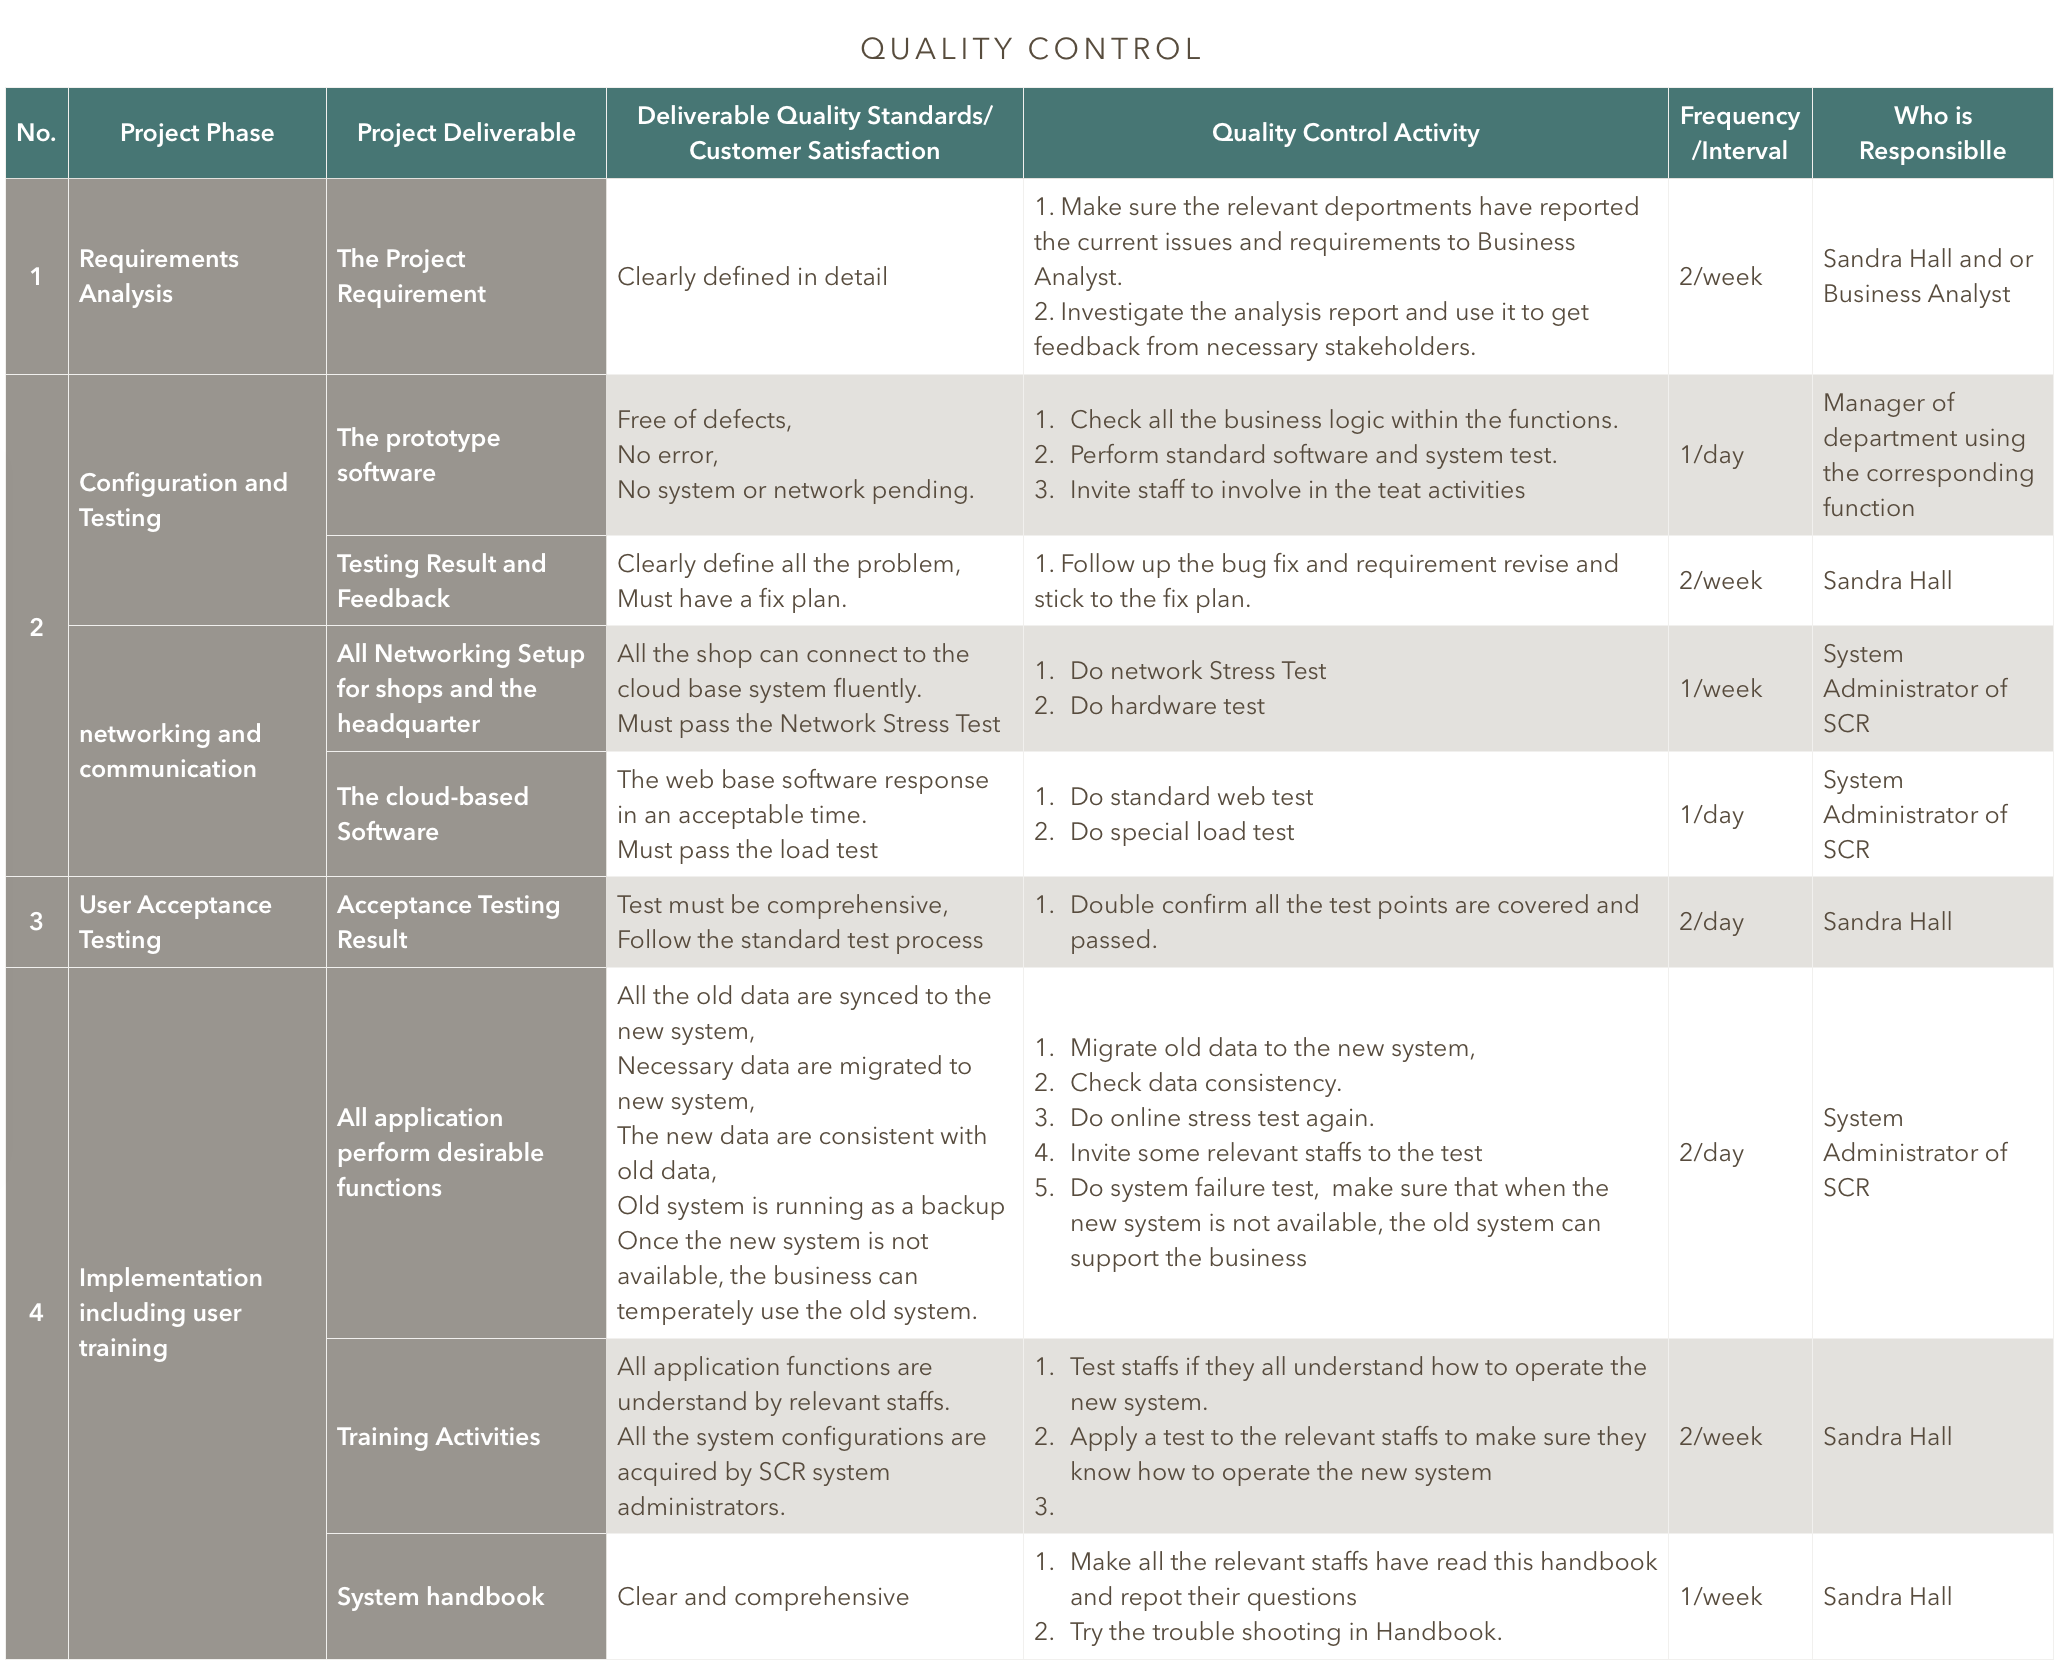 QUALITY CONTROL
No.
Project Phase
Project Deliverable
Deliverable Quality Standards/
Customer Satisfaction
Quality Control Activity
Frequency
/Interval
Who is
Responsiblle
1
Requirements
Analysis
The Project
Requirement
Clearly defined in detail
1. Make sure the relevant deportments have reported
the current issues and requirements to Business
Analyst.
2. Investigate the analysis report and use it to get
feedback from necessary stakeholders.
2/week
Sandra Hall and or
Business Analyst
2
Configuration and
Testing
The prototype
software
Free of defects,
No error,
No system or network pending.
1. Check all the business logic within the functions.
2. Perform standard software and system test.
3. Invite staff to involve in the teat activities
1/day
Manager of
department using
the corresponding
function
Testing Result and
Feedback
Clearly define all the problem,
Must have a fix plan.
1. Follow up the bug fix and requirement revise and
stick to the fix plan.
2/week
Sandra Hall
networking and
communication
All Networking Setup
for shops and the
headquarter
All the shop can connect to the
cloud base system fluently.
Must pass the Network Stress Test
1. Do network Stress Test
2. Do hardware test
1/week
System
Administrator of
SCR
The cloud-based
Software
The web base software response
in an acceptable time.
Must pass the load test
1. Do standard web test
2. Do special load test
1/day
System
Administrator of
SCR
3
User Acceptance
Testing
Acceptance Testing
Result
Test must be comprehensive,
Follow the standard test process
1. Double confirm all the test points are covered and
passed.
2/day
Sandra Hall
4
Implementation
including user
training
All application
perform desirable
functions
All the old data are synced to the
new system,
Necessary data are migrated to
new system,
The new data are consistent with
old data,
Old system is running as a backup
Once the new system is not
available, the business can
temperately use the old system.
1. Migrate old data to the new system,
2. Check data consistency.
3. Do online stress test again.
4. Invite some relevant staffs to the test
5. Do system failure test,  make sure that when the
new system is not available, the old system can
support the business
2/day
System
Administrator of
SCR
Training Activities
All application functions are
understand by relevant staffs.
All the system configurations are
acquired by SCR system
administrators.
1. Test staffs if they all understand how to operate the
new system.
2. Apply a test to the relevant staffs to make sure they
know how to operate the new system
3.
2/week
Sandra Hall
System handbook
Clear and comprehensive
1. Make all the relevant staffs have read this handbook
and repot their questions
2. Try the trouble shooting in Handbook.
1/week
Sandra Hall